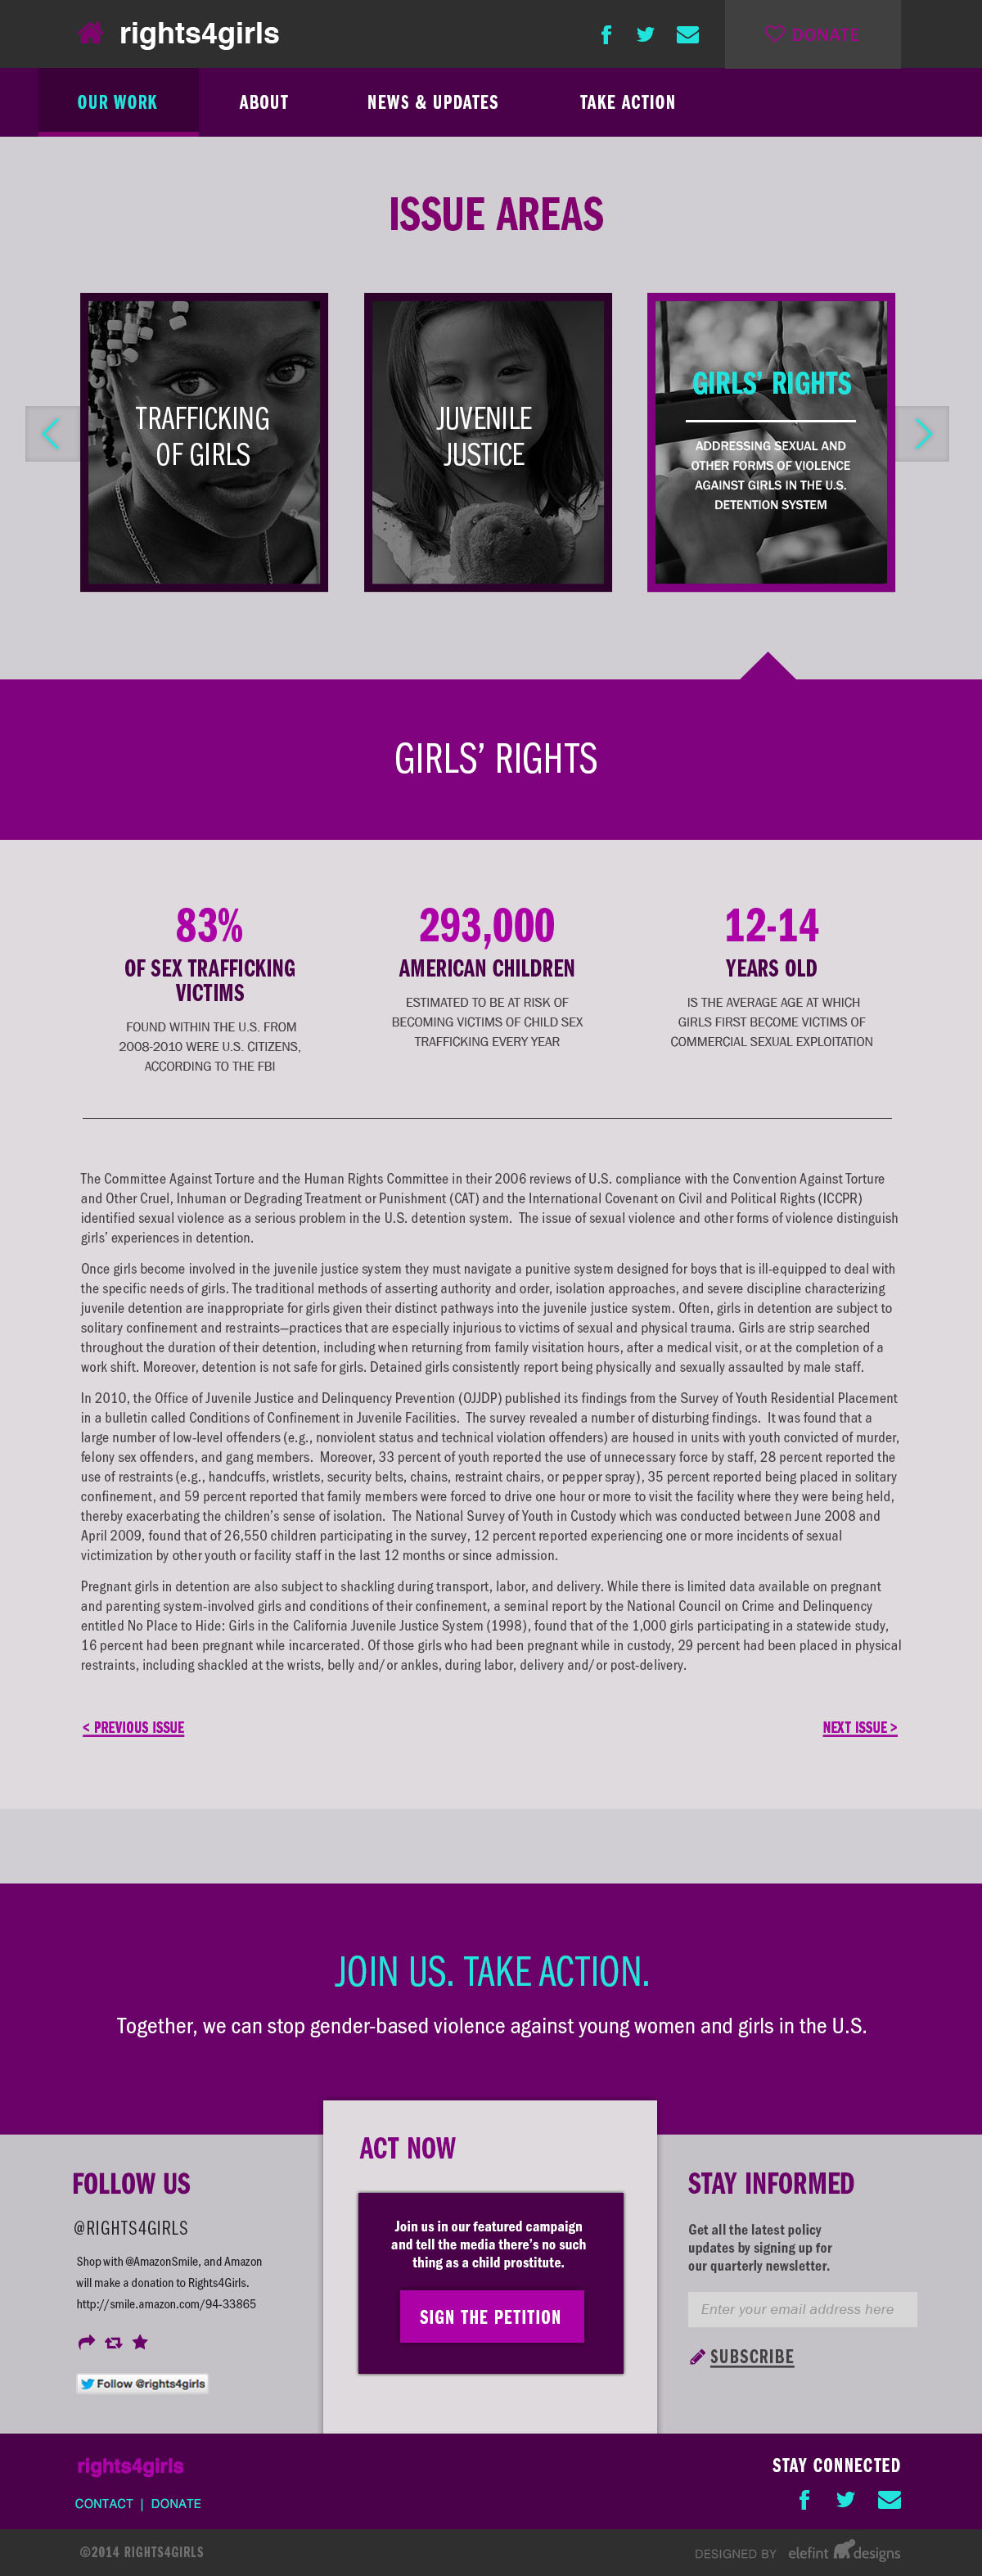 rights4girls
DONATE
OUR WORK ABOUT NEWS & UPDATES TAKE ACTION
ISSUE AREAS
TRAFFICKING
OF GIRLS
JUVENILE
JUSTICE
GIRLS’ RIGHTS
ADDRESSING SEXUAL AND
OTHER FORMS OF VIOLENCE
AGAINST GIRLS IN THE U.S.
DETENTION SYSTEM
GIRLS’ RIGHTS
83%
OF SEX TRAFFICKING
VICTIMS
FOUND WITHIN THE U.S. FROM
2008-2010 WERE U.S. CITIZENS,
ACCORDING TO THE FBI
293,000
AMERICAN CHILDREN
ESTIMATED TO BE AT RISK OF
BECOMING VICTIMS OF CHILD SEX
TRAFFICKING EVERY YEAR
12-14
YEARS OLD
IS THE AVERAGE AGE AT WHICH
GIRLS FIRST BECOME VICTIMS OF
COMMERCIAL SEXUAL EXPLOITATION
The Committee Against Torture and the Human Rights Committee in their 2006 reviews of U.S. compliance with the Convention Against Torture
and Other Cruel, Inhuman or Degrading Treatment or Punishment (CAT) and the International Covenant on Civil and Political Rights (ICCPR)
identified sexual violence as a serious problem in the U.S. detention system.  The issue of sexual violence and other forms of violence distinguish
girls’ experiences in detention.
Once girls become involved in the juvenile justice system they must navigate a punitive system designed for boys that is ill-equipped to deal with
the specific needs of girls. The traditional methods of asserting authority and order, isolation approaches, and severe discipline characterizing
juvenile detention are inappropriate for girls given their distinct pathways into the juvenile justice system. Often, girls in detention are subject to
solitary confinement and restraints—practices that are especially injurious to victims of sexual and physical trauma. Girls are strip searched
throughout the duration of their detention, including when returning from family visitation hours, after a medical visit, or at the completion of a
work shift. Moreover, detention is not safe for girls. Detained girls consistently report being physically and sexually assaulted by male staff.
In 2010, the Office of Juvenile Justice and Delinquency Prevention (OJJDP) published its findings from the Survey of Youth Residential Placement
in a bulletin called Conditions of Confinement in Juvenile Facilities.  The survey revealed a number of disturbing findings.  It was found that a
large number of low-level offenders (e.g., nonviolent status and technical violation offenders) are housed in units with youth convicted of murder,
felony sex offenders, and gang members.  Moreover, 33 percent of youth reported the use of unnecessary force by staff, 28 percent reported the
use of restraints (e.g., handcuffs, wristlets, security belts, chains, restraint chairs, or pepper spray), 35 percent reported being placed in solitary
confinement, and 59 percent reported that family members were forced to drive one hour or more to visit the facility where they were being held,
thereby exacerbating the children’s sense of isolation.  The National Survey of Youth in Custody which was conducted between June 2008 and
April 2009, found that of 26,550 children participating in the survey, 12 percent reported experiencing one or more incidents of sexual
victimization by other youth or facility staff in the last 12 months or since admission.
Pregnant girls in detention are also subject to shackling during transport, labor, and delivery. While there is limited data available on pregnant
and parenting system-involved girls and conditions of their confinement, a seminal report by the National Council on Crime and Delinquency
entitled No Place to Hide: Girls in the California Juvenile Justice System (1998), found that of the 1,000 girls participating in a statewide study,
16 percent had been pregnant while incarcerated. Of those girls who had been pregnant while in custody, 29 percent had been placed in physical
restraints, including shackled at the wrists, belly and/or ankles, during labor, delivery and/or post-delivery.
< PREVIOUS ISSUE
NEXT ISSUE >
JOIN US. TAKE ACTION.
Together, we can stop gender-based violence against young women and girls in the U.S.
FOLLOW US
@RIGHTS4GIRLS
Shop with @AmazonSmile, and Amazon
will make a donation to Rights4Girls.
http://smile.amazon.com/94-33865
Follow @rights4girls
ACT NOW
Join us in our featured campaign
and tell the media there’s no such
thing as a child prostitute.
SIGN THE PETITION
STAY INFORMED
Get all the latest policy
updates by signing up for
our quarterly newsletter.
Enter your email address here
SUBSCRIBE
rights4girls
CONTACT | DONATE
STAY CONNECTED
©2014 RIGHTS4GIRLS
DESIGNED BY elefint designs